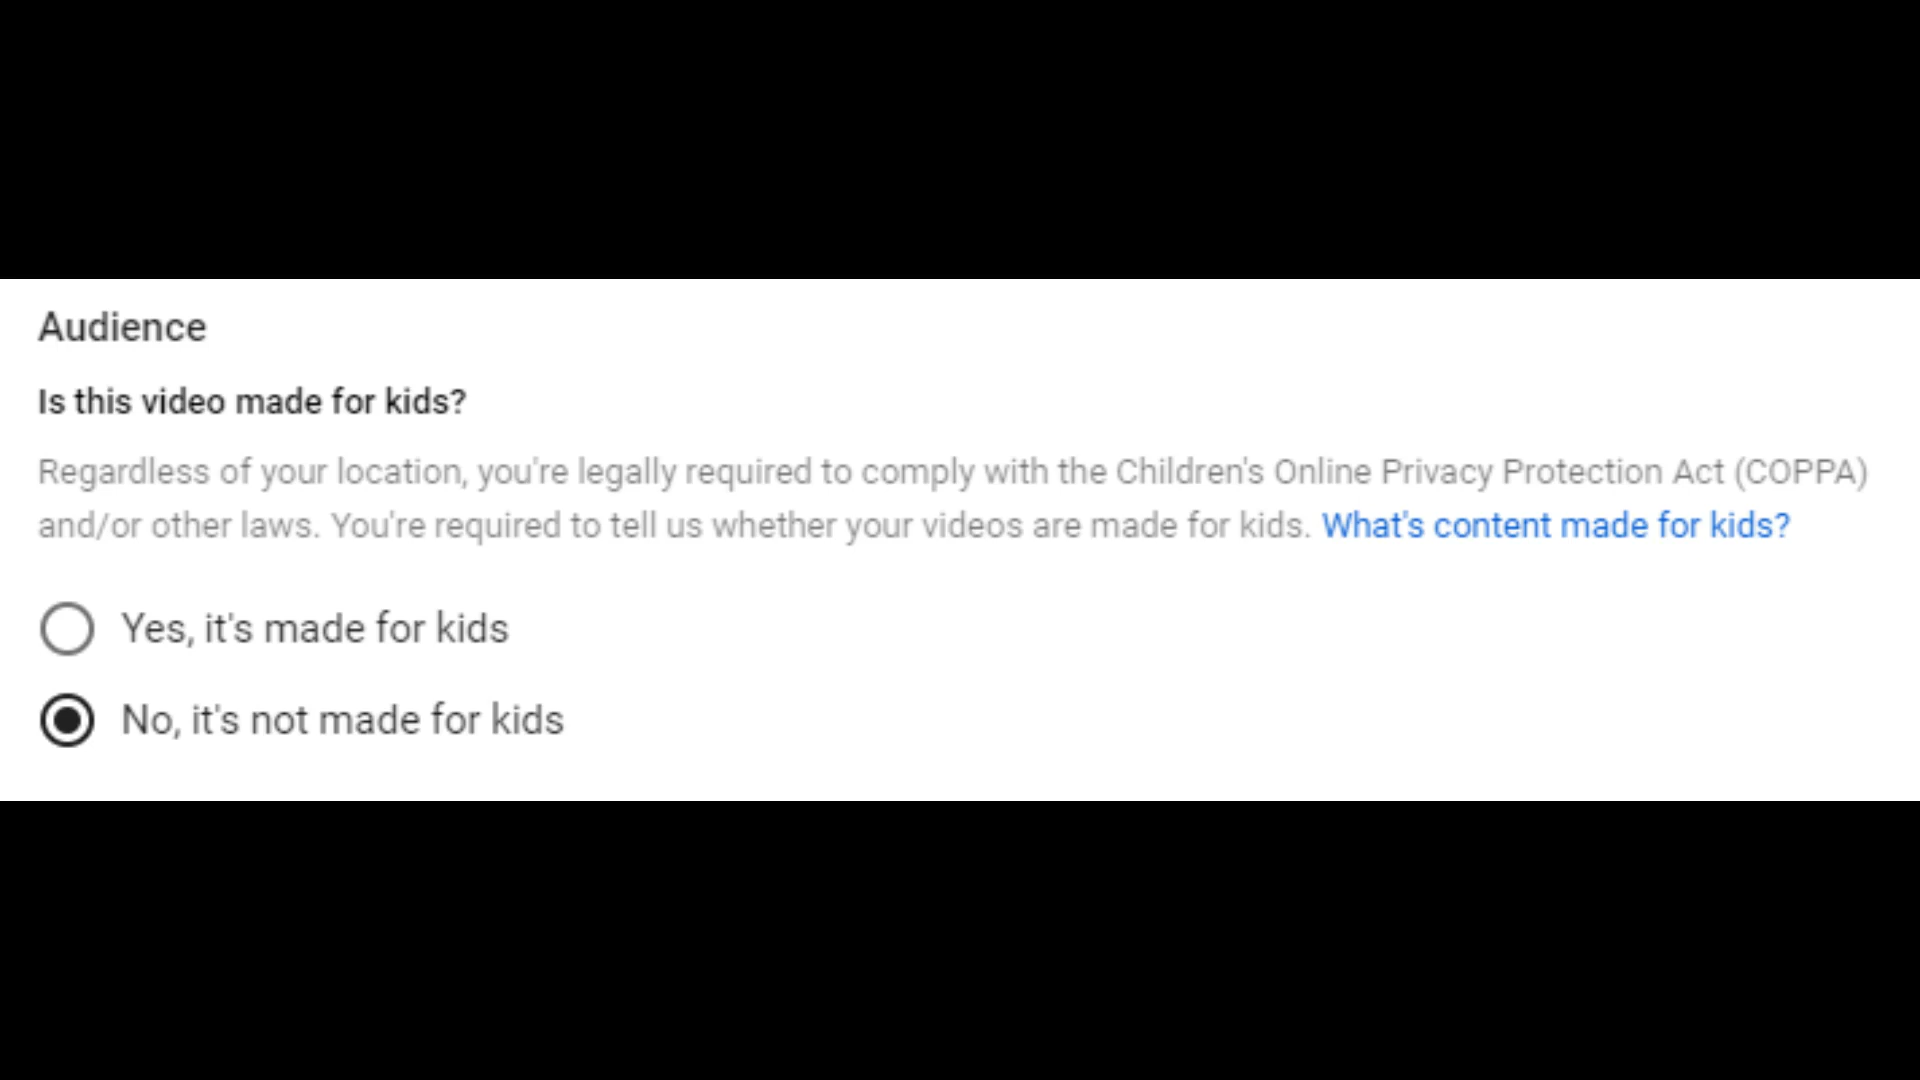 Audience
Is this video made for kids?
Regardless of your location, you're legally required to comply with the Children's Online Privacy Protection Act (COPPA)
and/or other laws. You're required to tell us whether your videos are made for kids. What's content made for kids?
Yes, it's made for kids
No, it's not made for kids